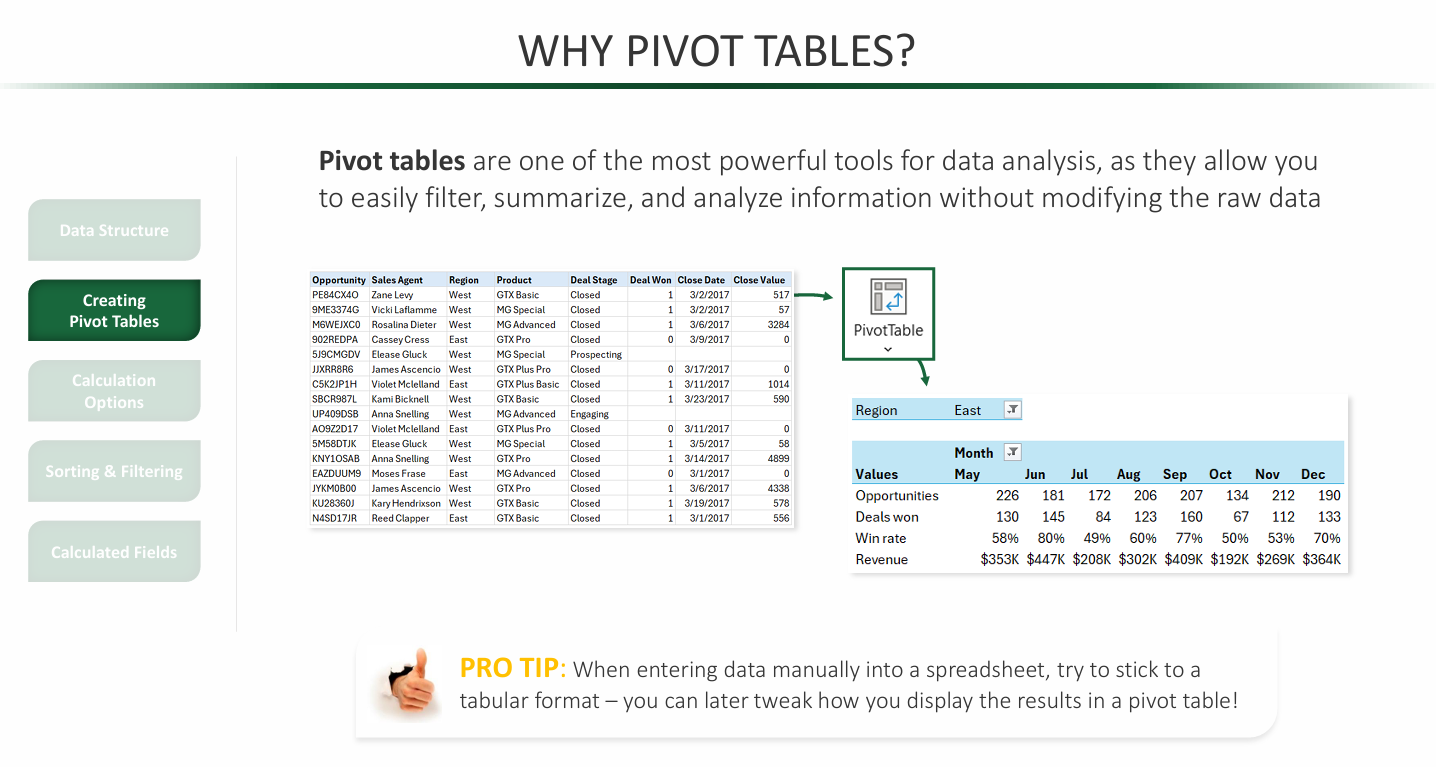 WHY PIVOT TABLES?
Pivot tables are one of the most powerful tools for data analysis, as they allow you
to easily filter, summarize, and analyze information without modifying the raw data
Data Structure
Creating
Pivot Tables
Calculation
Options
Sorting & Filtering
Calculated Fields
Opportunity Sales Agent Region Product Deal Stage Deal Won Close Date Close Value
PE84CX4O Zane Levy West GTX Basic Closed 1 3/2/2017 517
9ME3374G Vicki Laflamme West MG Special Closed 1 3/2/2017 57
M6WEJXC0 Rosalina Dieter West MG Advanced Closed 1 3/6/2017 3284
902REDPA Cassey Cress East GTX Pro Closed 0 3/9/2017 0
5J9CMGDV Elease Gluck West MG Special Prospecting
JJXRR8R6 James Ascencio West GTX Plus Pro Closed 0 3/17/2017 0
C5K2JP1H Violet Mclelland East GTX Plus Basic Closed 1 3/11/2017 1014
SBCR987L Kami Bicknell West GTX Basic Closed 1 3/23/2017 590
UP409DSB Anna Snelling West MG Advanced Engaging
AO9Z2D17 Violet Mclelland East GTX Plus Pro Closed 0 3/11/2017 0
5M58DTJK Elease Gluck West MG Special Closed 1 3/5/2017 58
KNY1OSAB Anna Snelling West GTX Pro Closed 1 3/14/2017 4899
EAZDUUM9 Moses Frase East MG Advanced Closed 0 3/1/2017 0
JYKM0B00 James Ascencio West GTX Pro Closed 1 3/6/2017 4338
KU28360J Kary Hendrixson West GTX Basic Closed 1 3/19/2017 578
N4SD17JR Reed Clapper East GTX Basic Closed 1 3/1/2017 556
PivotTable
Region East
Month
Values May Jun Jul Aug Sep Oct Nov Dec
Opportunities 226 181 172 206 207 134 212 190
Deals won 130 145 84 123 160 67 112 133
Win rate 58% 80% 49% 60% 77% 50% 53% 70%
Revenue $353K $447K $208K $302K $409K $192K $269K $364K
PRO TIP: When entering data manually into a spreadsheet, try to stick to a
tabular format – you can later tweak how you display the results in a pivot table!